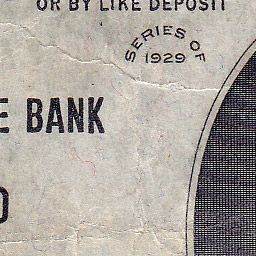 OR BY LIKE DEPOSIT
SERIES OF
1929
E BANK